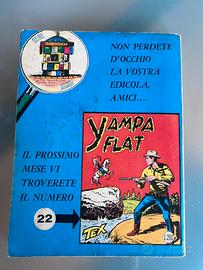 NON PERDETE
D'OCCHIO
LA VOSTRA
EDICOLA,
AMICI....
YAMPA
FLAT
IL PROSSIMO
MESE VI
TROVERETE
IL NUMERO
22
TEX